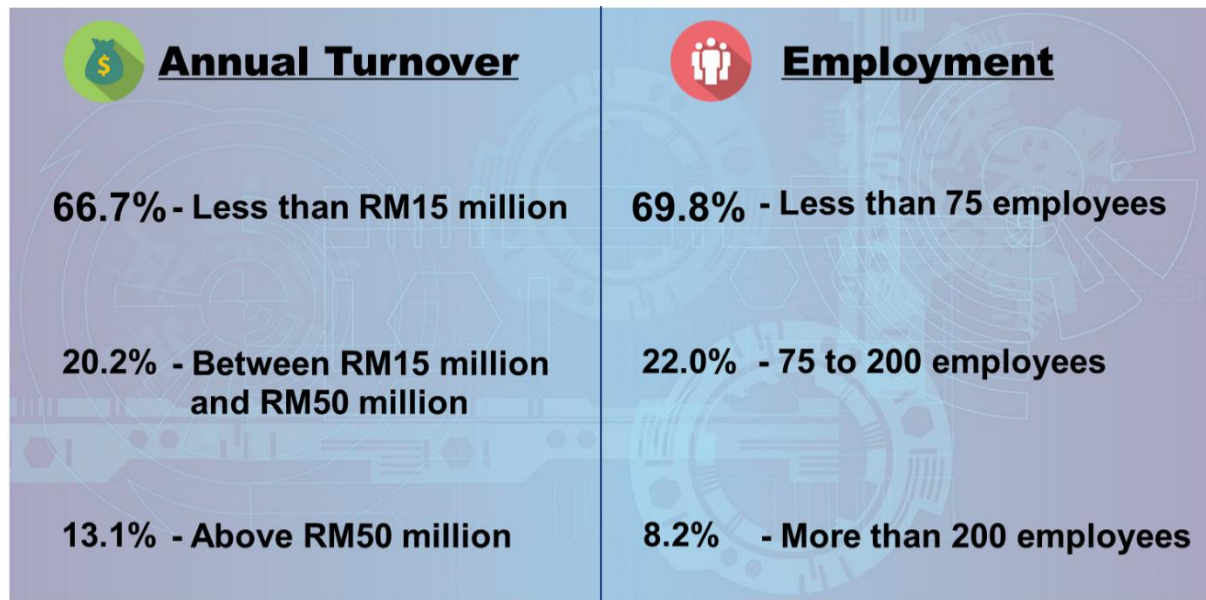 Annual Turnover
66.7% - Less than RM15 million
20.2% - Between RM15 million
and RM50 million
13.1% - Above RM50 million
Employment
69.8% - Less than 75 employees
22.0% - 75 to 200 employees
8.2% - More than 200 employees